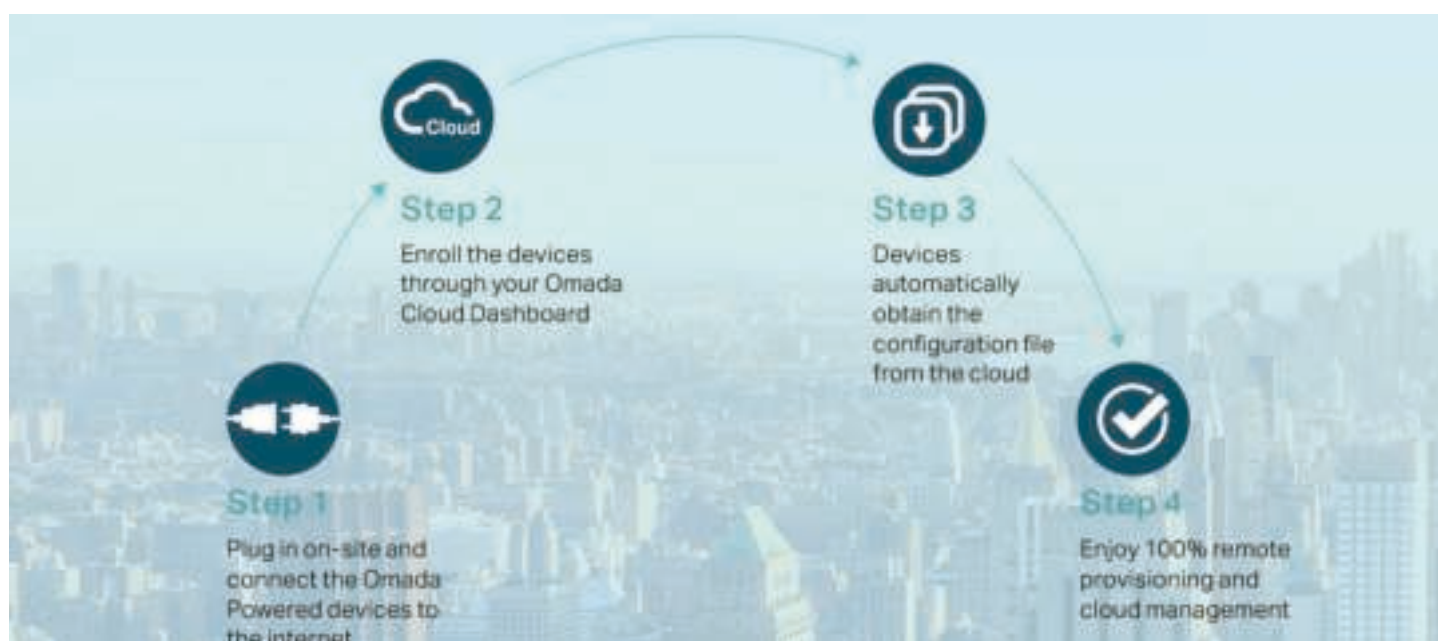 Cloud
Step 2
Enroll the devices
through your Omada
Cloud Dashboard
Step 3
Devices
automatically
obtain the
configuration file
from the cloud
Step 1
Plug in on-site and
connect the Omada
Powered devices to
the internet
Step 4
Enjoy 100% remote
provisioning and
cloud management